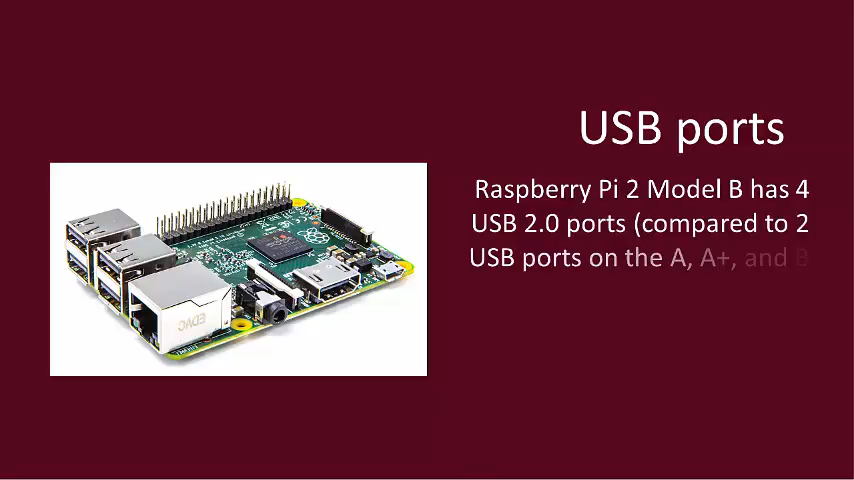 USB ports
Raspberry Pi 2 Model B has 4
USB 2.0 ports (compared to 2
USB ports on the A, A+, and B